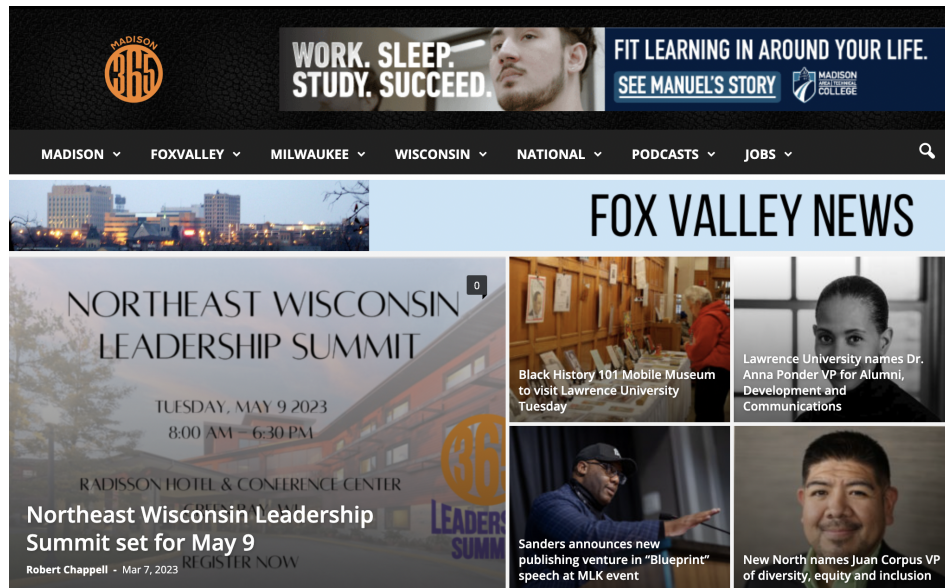 MADISON
365
WORK. SLEEP.
STUDY. SUCCEED.
FIT LEARNING IN AROUND YOUR LIFE.
SEE MANUEL'S STORY
MADISON
AREA TECHNICAL
COLLEGE
MADISON
FOXVALLEY
MILWAUKEE
WISCONSIN
NATIONAL
PODCASTS
JOBS
FOX VALLEY NEWS
0
NORTHEAST WISCONSIN
LEADERSHIP SUMMIT
TUESDAY, MAY 9 2023
8:00 AM – 6:30 PM
RADISSON HOTEL & CONFERENCE CENTER
REGISTER NOW
365
LEADERS
SUMM
Northeast Wisconsin Leadership
Summit set for May 9
Robert Chappell - Mar 7, 2023
Black History 101 Mobile Museum
to visit Lawrence University
Tuesday
Lawrence University names Dr.
Anna Ponder VP for Alumni,
Development and
Communications
Sanders announces new
publishing venture in “Blueprint”
speech at MLK event
New North names Juan Corpus VP
of diversity, equity and inclusion